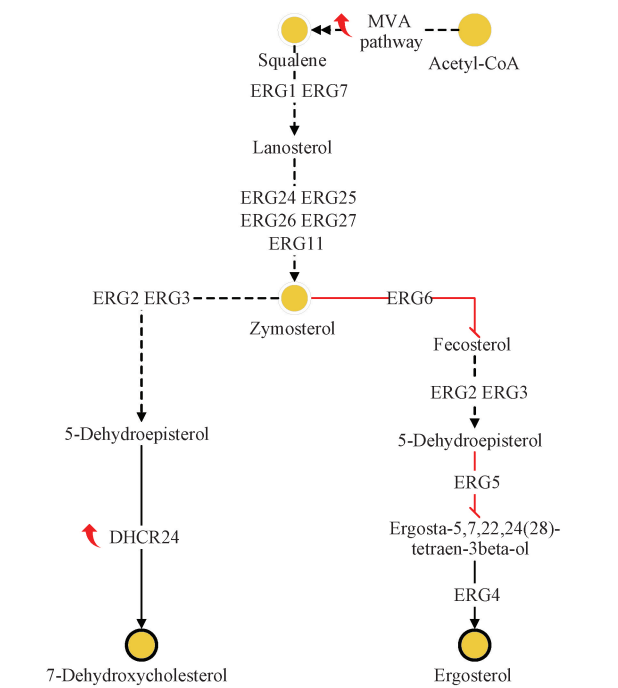 MVA
pathway
Squalene
Acetyl-CoA
ERG1 ERG7
Lanosterol
ERG24 ERG25
ERG26 ERG27
ERG11
ERG2 ERG3
ERG6
Zymosterol
Fecosterol
ERG2 ERG3
5-Dehydroepisterol
5-Dehydroepisterol
ERG5
DHCR24
Ergosta-5,7,22,24(28)-
tetraen-3beta-ol
ERG4
7-Dehydroxycholesterol
Ergosterol